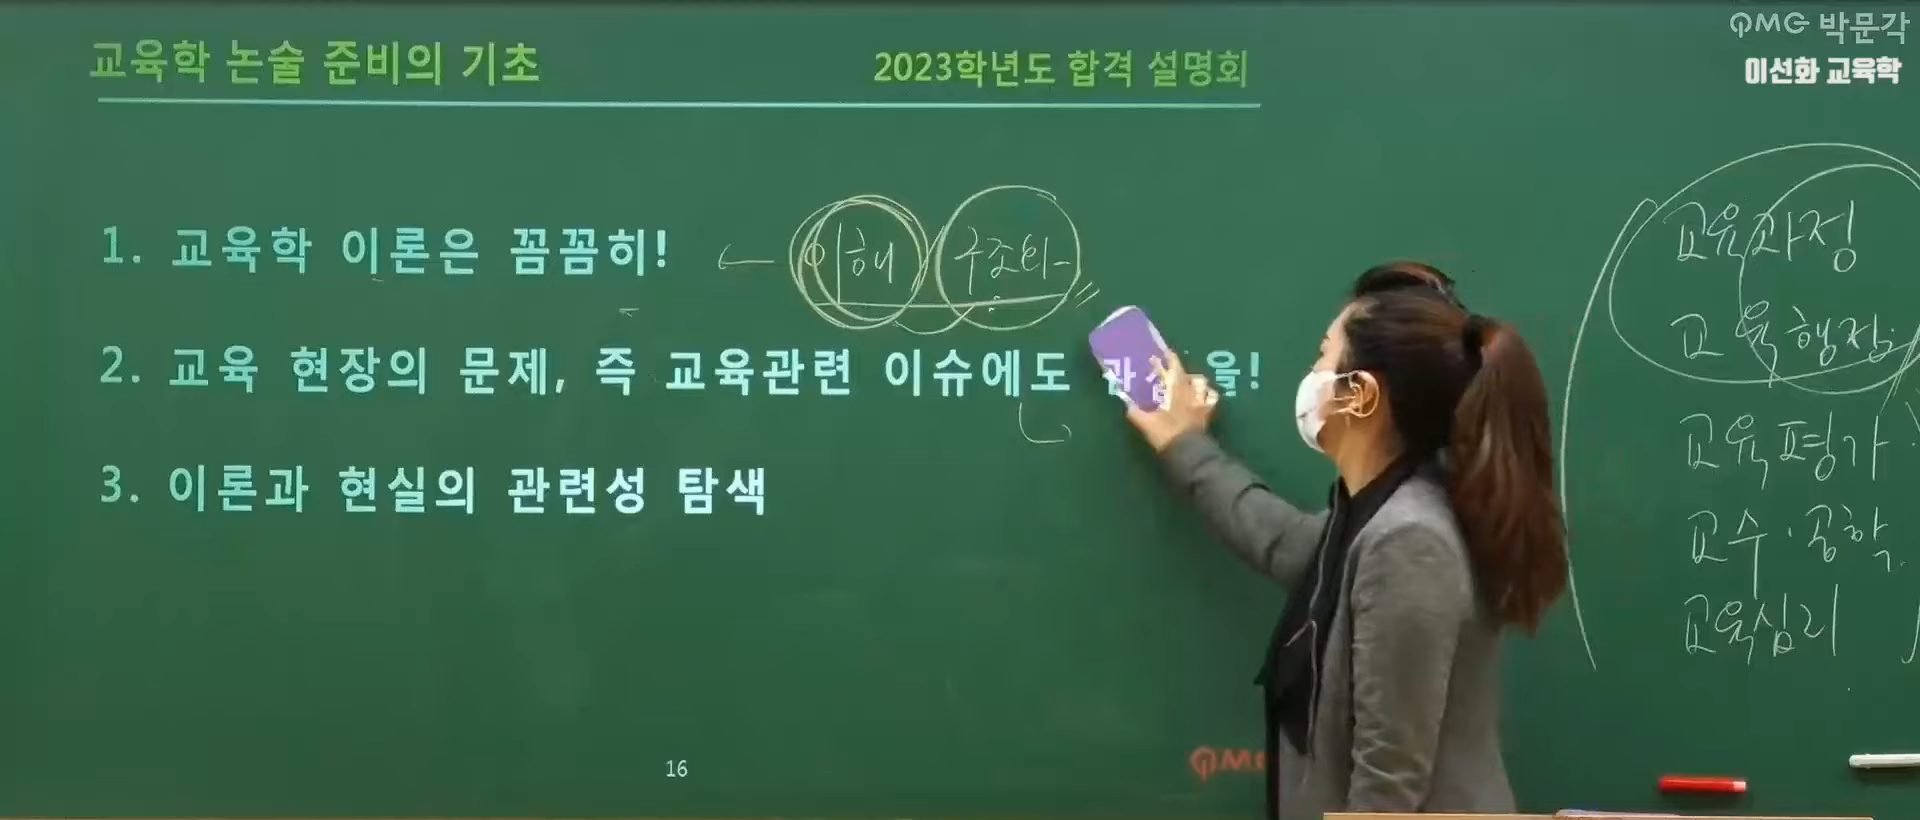 교육학 논술 준비의 기초
2023학년도 합격 설명회
PMG 박문각
이선화 교육학
1. 교육학 이론은 꼼꼼히!
이해 구조화
2. 교육 현장의 문제, 즉 교육관련 이슈에도 을!
3. 이론과 현실의 관련성 탐색
교육과정
교육행정
교육평가
교수·공학
교육심리
16
PMG